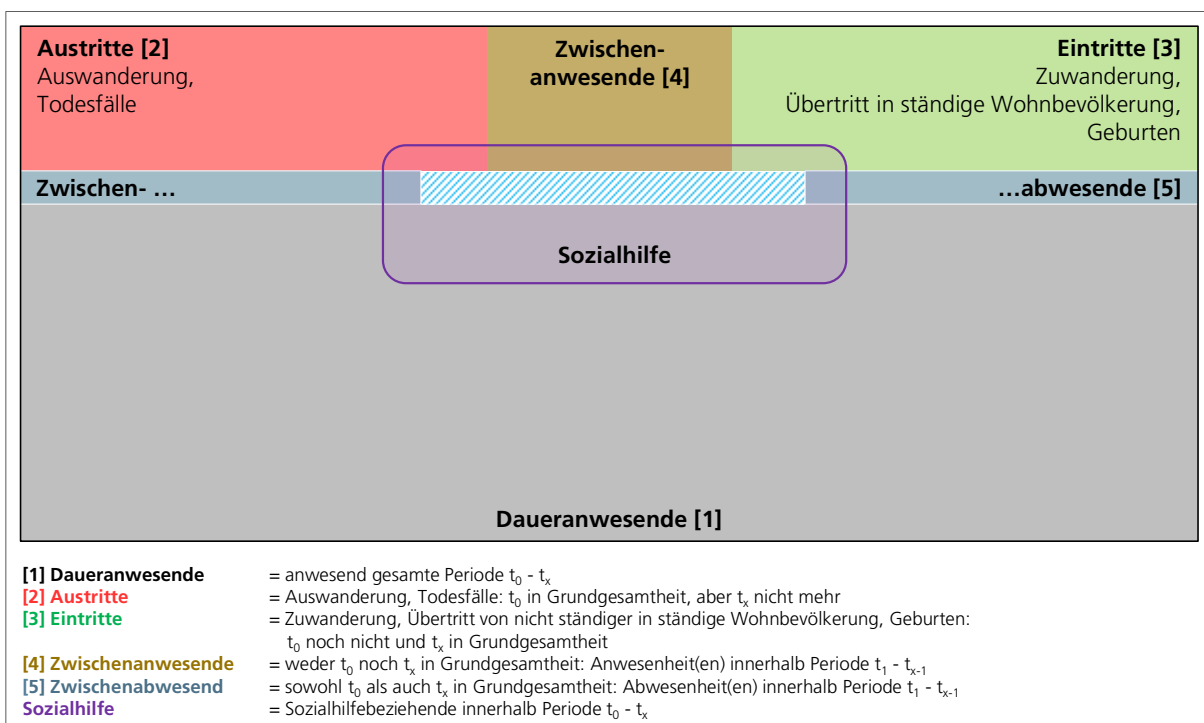 Austritte [2]
Auswanderung,
Todesfälle
Zwischen-
anwesende [4]
Eintritte [3]
Zuwanderung,
Übertritt in ständige Wohnbevölkerung,
Geburten
Zwischen- ...
...abwesende [5]
Sozialhilfe
Daueranwesende [1]
[1] Daueranwesende = anwesend gesamte Periode t0 - tx
[2] Austritte = Auswanderung, Todesfälle: t0 in Grundgesamtheit, aber tx nicht mehr
[3] Eintritte = Zuwanderung, Übertritt von nicht ständiger in ständige Wohnbevölkerung, Geburten:
t0 noch nicht und tx in Grundgesamtheit
[4] Zwischenanwesende = weder t0 noch tx in Grundgesamtheit: Anwesenheit(en) innerhalb Periode t1 - tx-1
[5] Zwischenabwesend = sowohl t0 als auch tx in Grundgesamtheit: Abwesenheit(en) innerhalb Periode t1 - tx-1
Sozialhilfe = Sozialhilfebeziehende innerhalb Periode t0 - tx